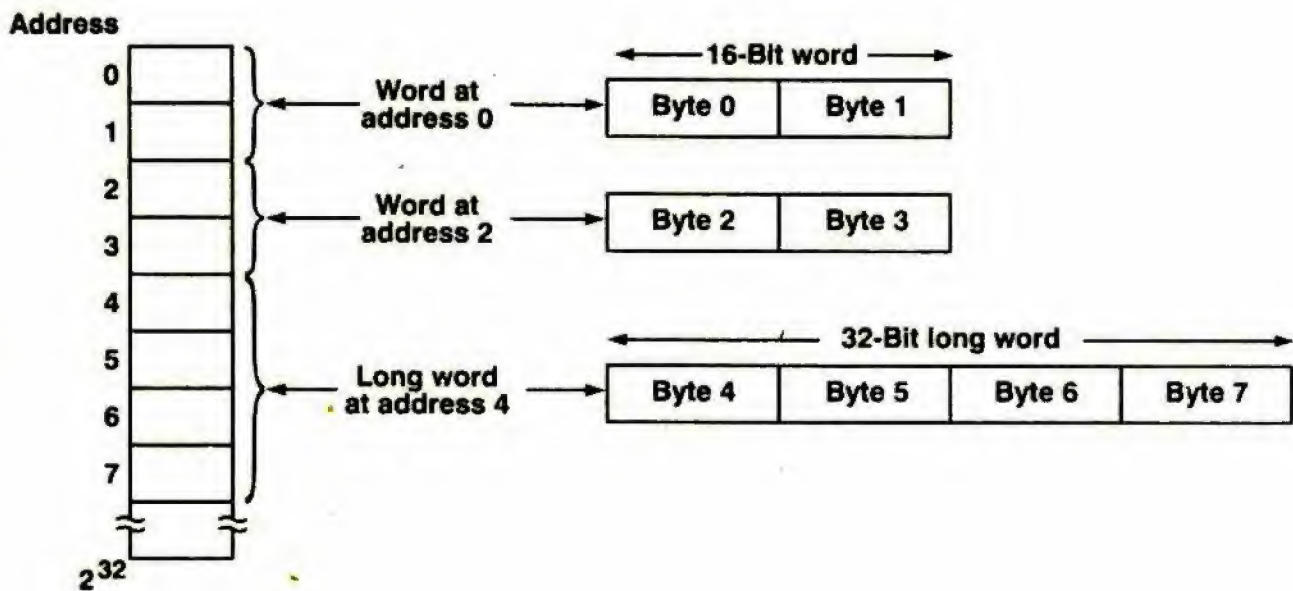 Address
0
1
2
3
4
5
6
7
2^32
Word at
address 0
Word at
address 2
Long word
at address 4
16-Bit word
Byte 0 Byte 1
Byte 2 Byte 3
32-Bit long word
Byte 4 Byte 5 Byte 6 Byte 7